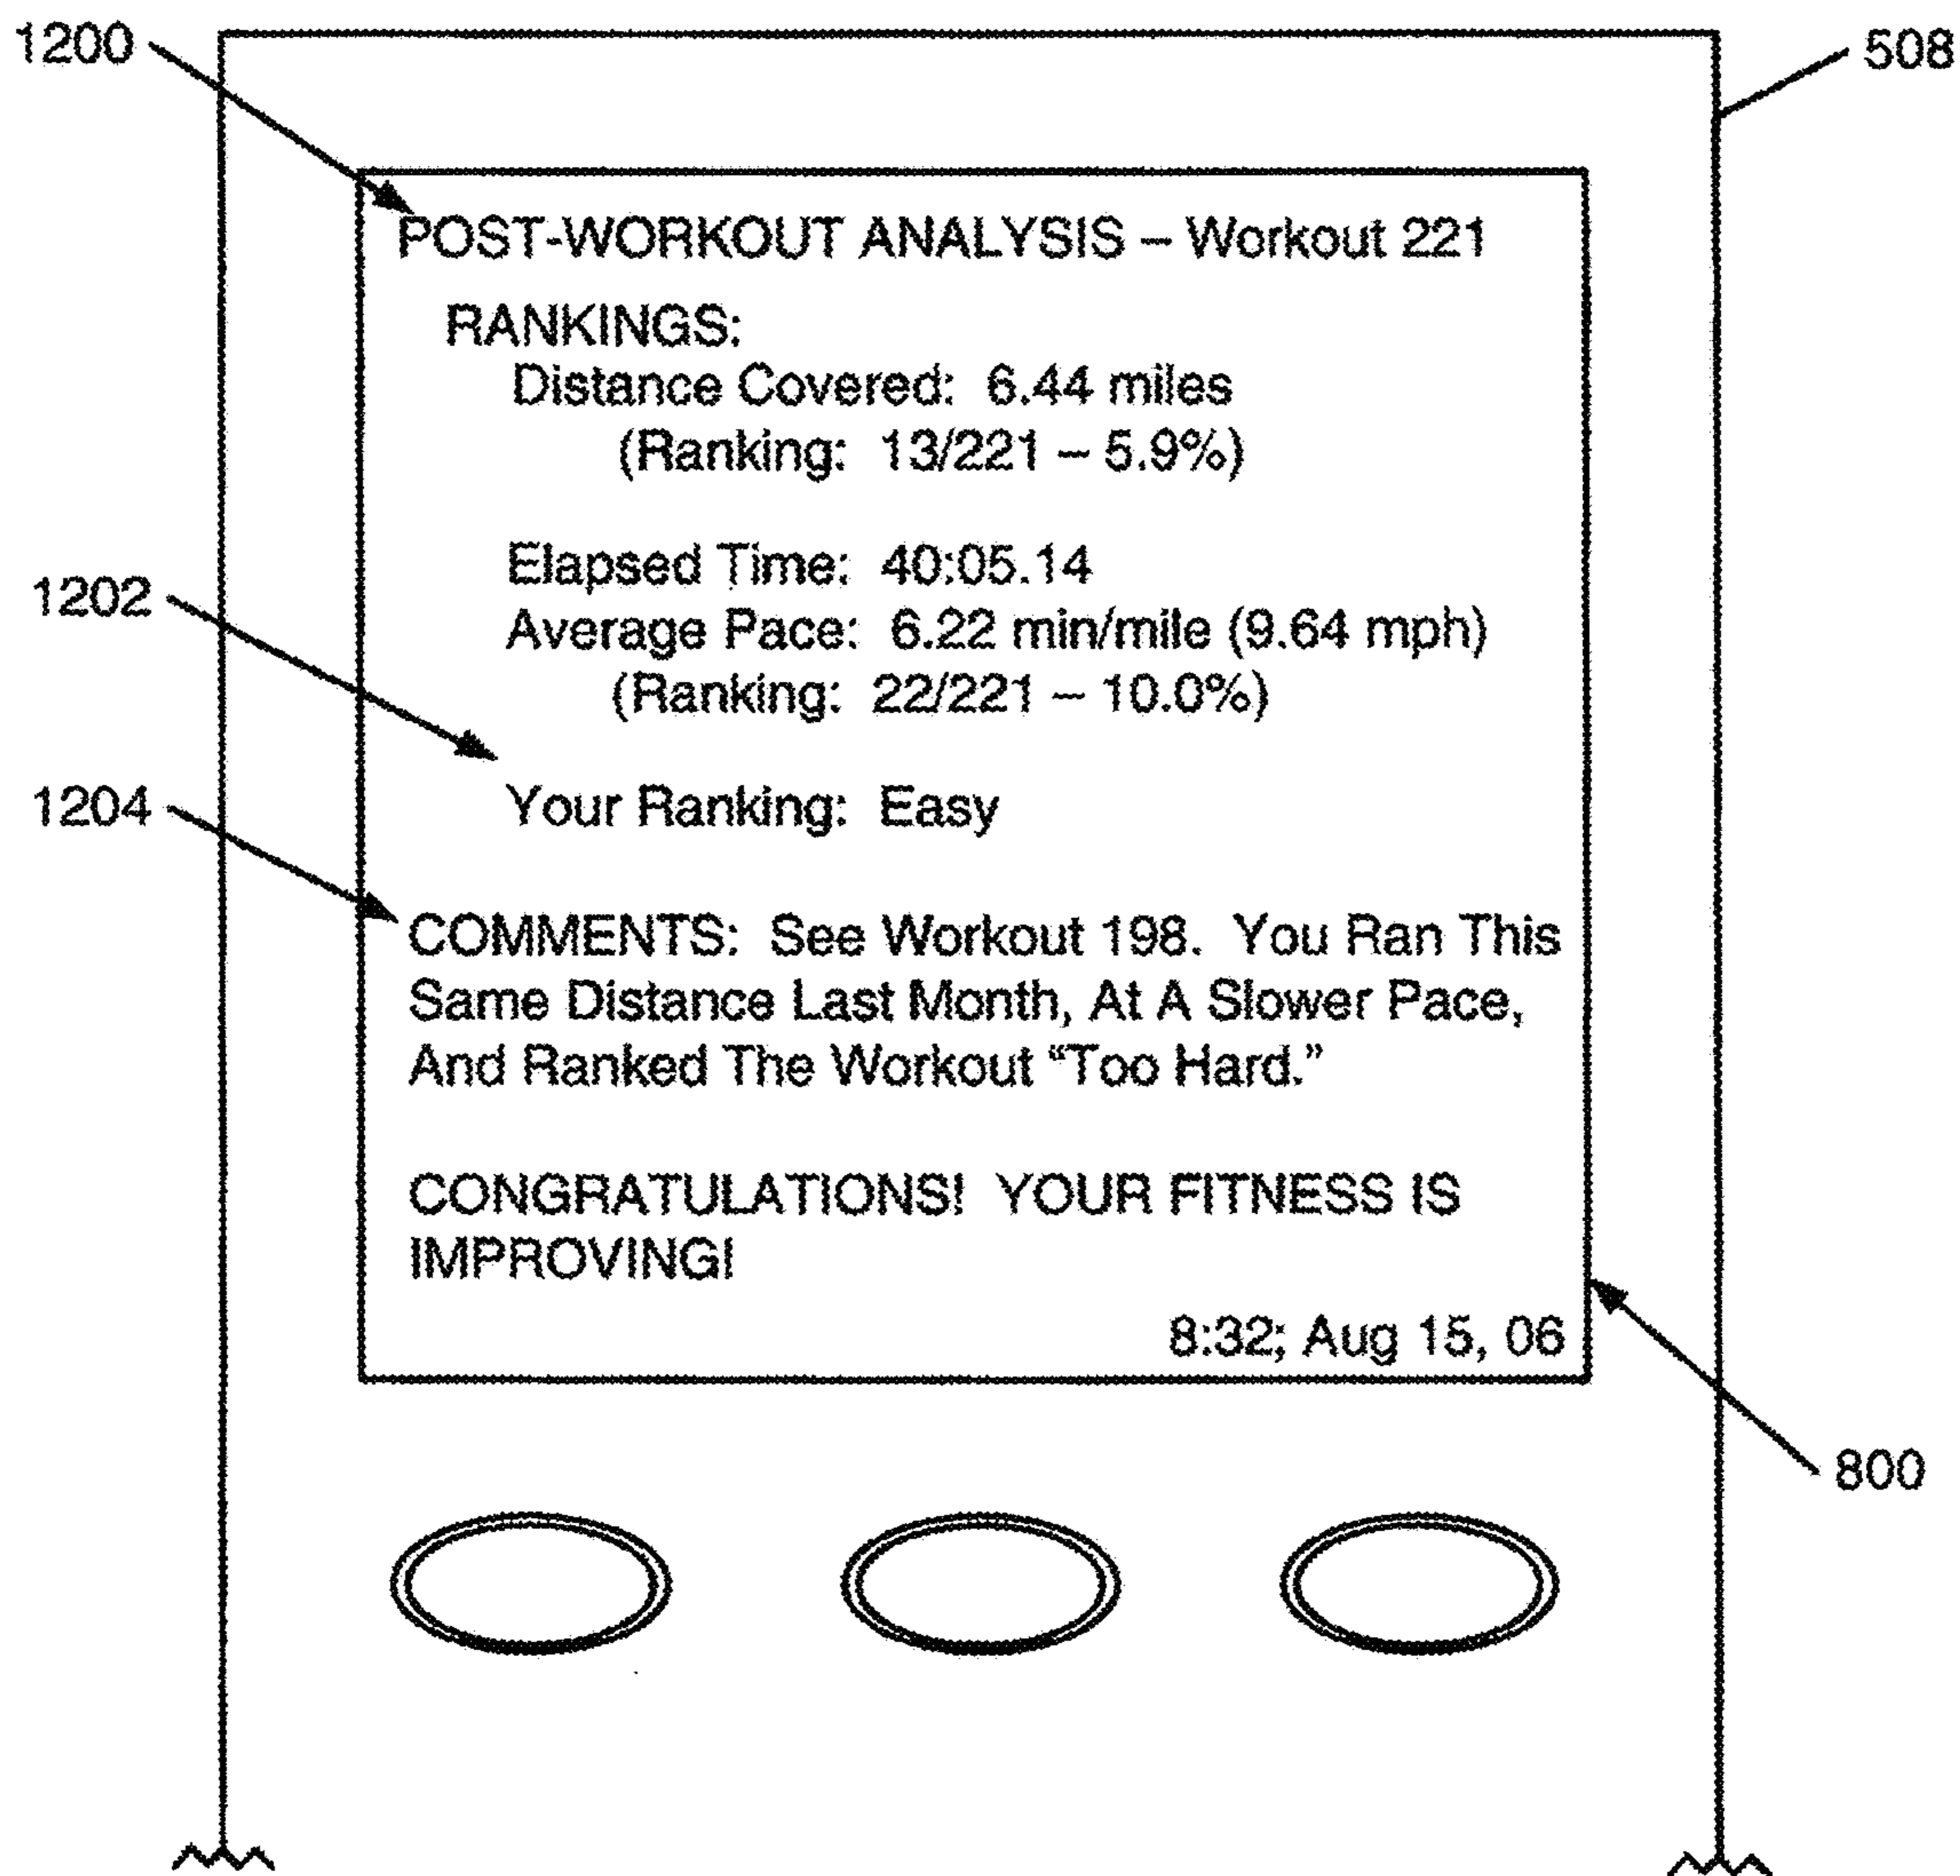 1200
508
POST-WORKOUT ANALYSIS – Workout 221
RANKINGS:
Distance Covered: 6.44 miles
(Ranking: 13/221 – 5.9%)
Elapsed Time: 40:05.14
1202
Average Pace: 6.22 min/mile (9.64 mph)
(Ranking: 22/221 – 10.0%)
1204
Your Ranking: Easy
COMMENTS: See Workout 198. You Ran This
Same Distance Last Month, At A Slower Pace,
And Ranked The Workout “Too Hard.”
CONGRATULATIONS! YOUR FITNESS IS
IMPROVING!
8:32; Aug 15, 06
800